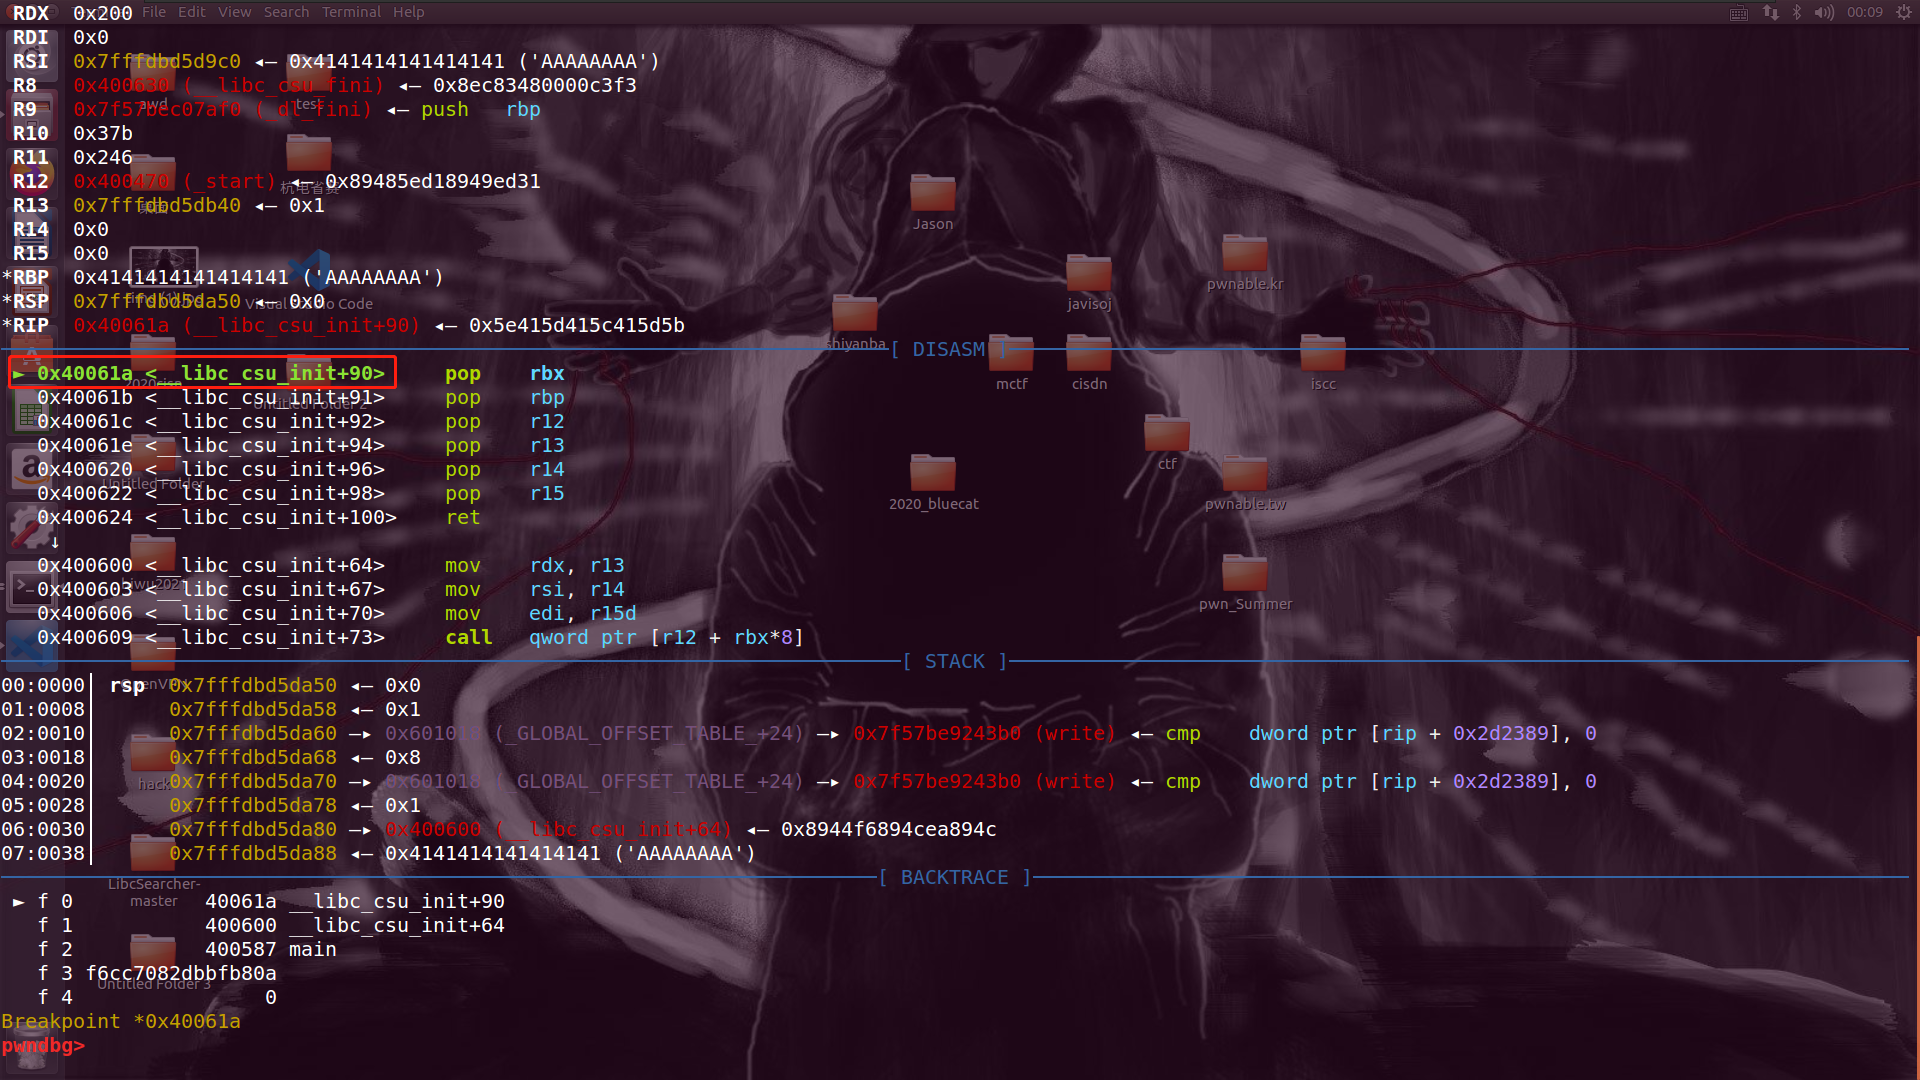 File Edit View Search Terminal Help 00:09
RDX 0x200
RDI 0x0
RSI 0x7fffdbd5d9c0 ◂— 0x4141414141414141 ('AAAAAAAA')
R8 0x400630 (__libc_csu_fini) ◂— 0x8ec83480000c3f3
R9 0x7f57bec07af0 (_dl_fini) ◂— push rbp
R10 0x37b
R11 0x246
R12 0x400470 (_start) ◂— 0x89485ed18949ed31
R13 0x7fffdbd5db40 ◂— 0x1
R14 0x0
R15 0x0
*RBP 0x4141414141414141 ('AAAAAAAA')
*RSP 0x7fffdbd5da50 ◂— 0x0
*RIP 0x40061a (__libc_csu_init+90) ◂— 0x5e415d415c415d5b
[ DISASM ]
► 0x40061a <__libc_csu_init+90> pop rbx
0x40061b <__libc_csu_init+91> pop rbp
0x40061c <__libc_csu_init+92> pop r12
0x40061e <__libc_csu_init+94> pop r13
0x400620 <__libc_csu_init+96> pop r14
0x400622 <__libc_csu_init+98> pop r15
0x400624 <__libc_csu_init+100> ret
↓
0x400600 <__libc_csu_init+64> mov rdx, r13
0x400603 <__libc_csu_init+67> mov rsi, r14
0x400606 <__libc_csu_init+70> mov edi, r15d
0x400609 <__libc_csu_init+73> call qword ptr [r12 + rbx*8]
[ STACK ]
00:0000│ rsp 0x7fffdbd5da50 ◂— 0x0
01:0008│ 0x7fffdbd5da58 ◂— 0x1
02:0010│ 0x7fffdbd5da60 —▸ 0x601018 (_GLOBAL_OFFSET_TABLE_+24) —▸ 0x7f57be9243b0 (write) ◂— cmp dword ptr [rip + 0x2d2389], 0
03:0018│ 0x7fffdbd5da68 ◂— 0x8
04:0020│ 0x7fffdbd5da70 —▸ 0x601018 (_GLOBAL_OFFSET_TABLE_+24) —▸ 0x7f57be9243b0 (write) ◂— cmp dword ptr [rip + 0x2d2389], 0
05:0028│ 0x7fffdbd5da78 ◂— 0x1
06:0030│ 0x7fffdbd5da80 —▸ 0x400600 (__libc_csu_init+64) ◂— 0x8944f6894cea894c
07:0038│ 0x7fffdbd5da88 ◂— 0x4141414141414141 ('AAAAAAAA')
[ BACKTRACE ]
► f 0 40061a __libc_csu_init+90
f 1 400600 __libc_csu_init+64
f 2 400587 main
f 3 f6cc7082dbbfb80a
f 4 0
Breakpoint *0x40061a
pwndbg>
awd
test
Jason
javisoj
pwnable.kr
shiyanba
mctf
cisdn
iscc
ctf
2020_bluecat
pwnable.tw
pwn_Summer
Untitled Folder 2
Untitled Folder
hack
LibcSearcher-
master
Untitled Folder 3